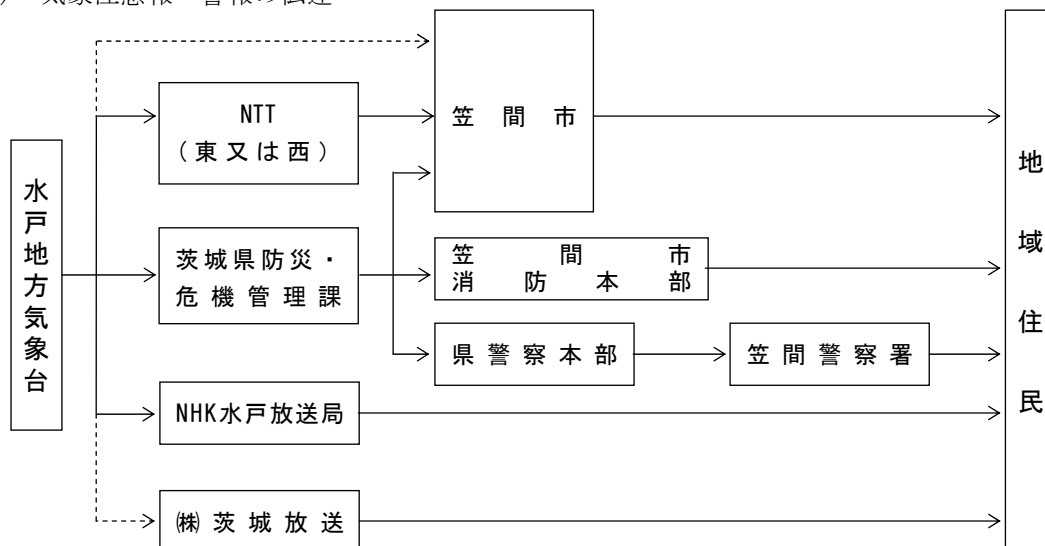 気象注意報・警報の伝達
NTT
(東又は西)
笠間市
水戸地方気象台
茨城県防災・
危機管理課
笠間市
消防本部
県警察本部
笠間警察署
NHK水戸放送局
㈱茨城放送
地域住民